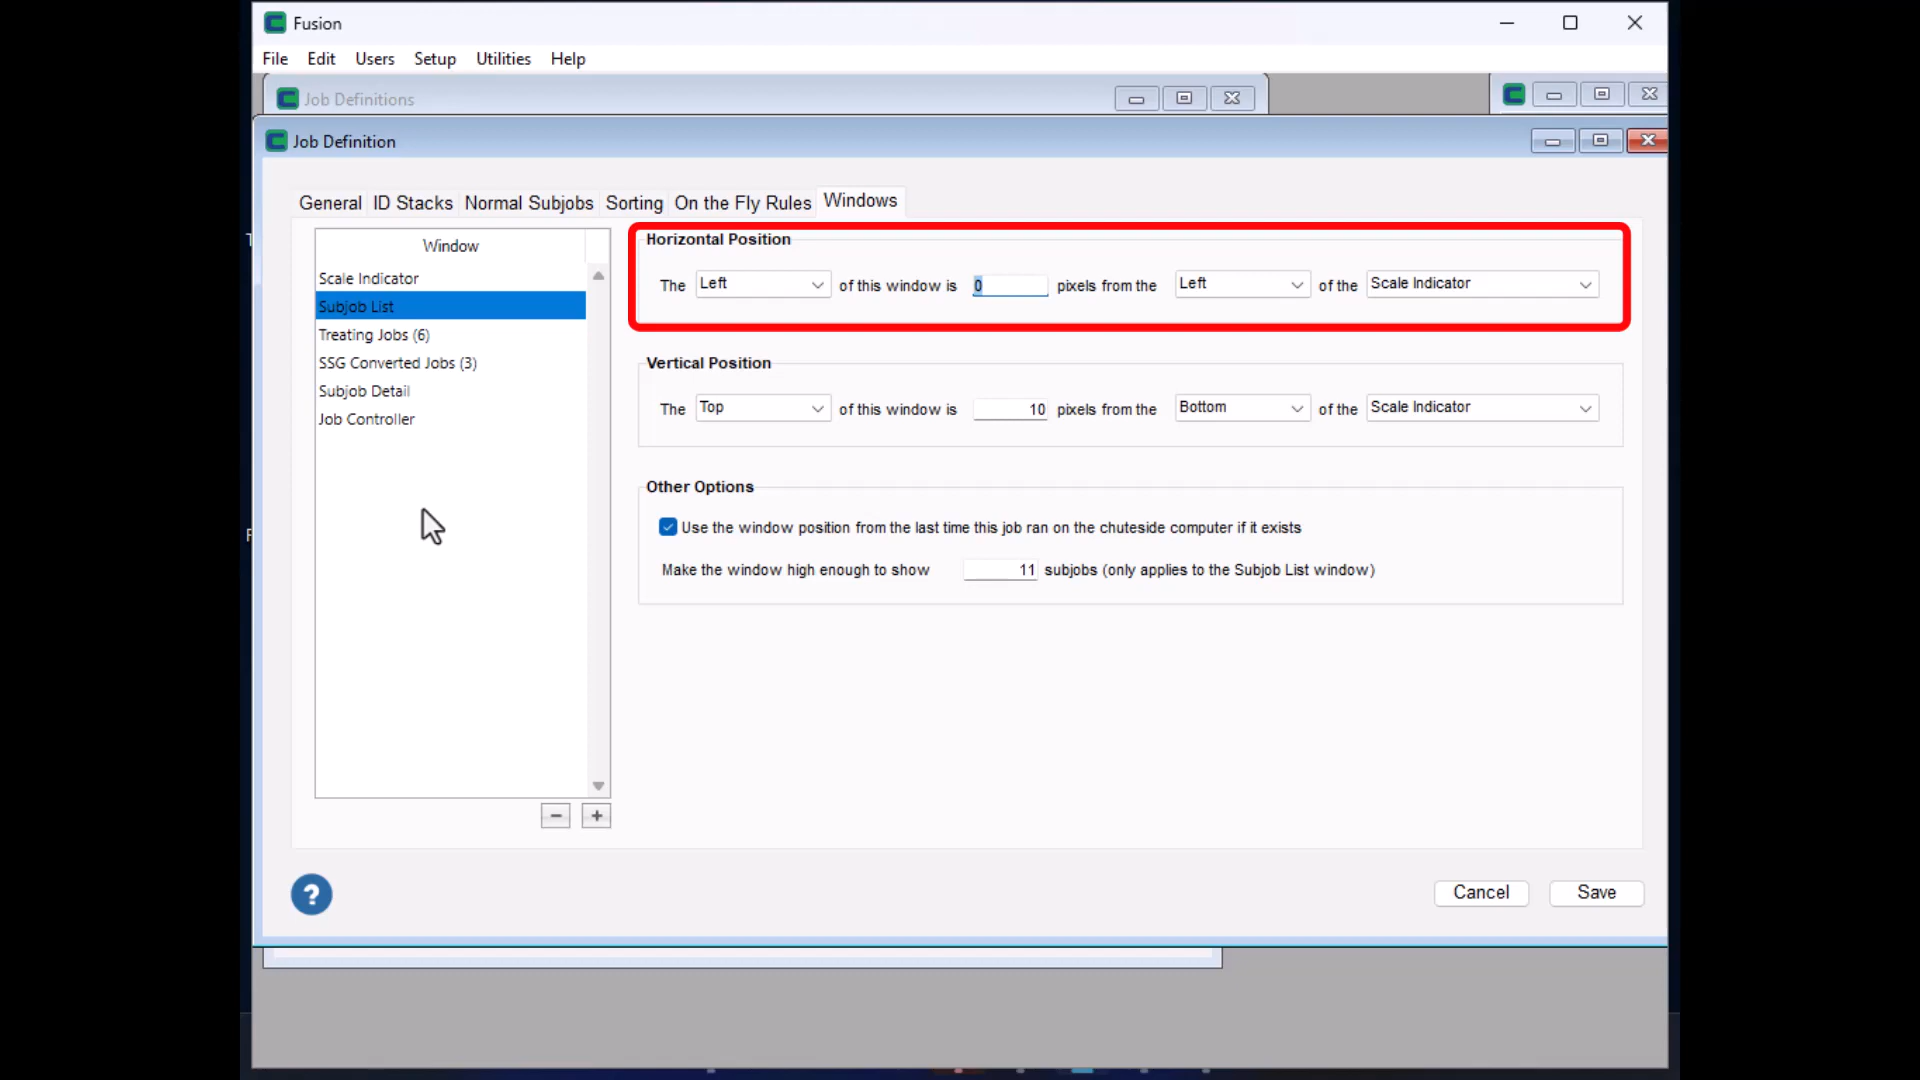 Fusion
File Edit Users Setup Utilities Help
Job Definitions
Job Definition
General ID Stacks Normal Subjobs Sorting On the Fly Rules Windows
Window
Scale Indicator
Subjob List
Treating Jobs (6)
SSG Converted Jobs (3)
Subjob Detail
Job Controller
Horizontal Position
The Left of this window is 0 pixels from the Left of the Scale Indicator
Vertical Position
The Top of this window is 10 pixels from the Bottom of the Scale Indicator
Other Options
Use the window position from the last time this job ran on the chuteside computer if it exists
Make the window high enough to show 11 subjobs (only applies to the Subjob List window)
- +
?
Cancel Save